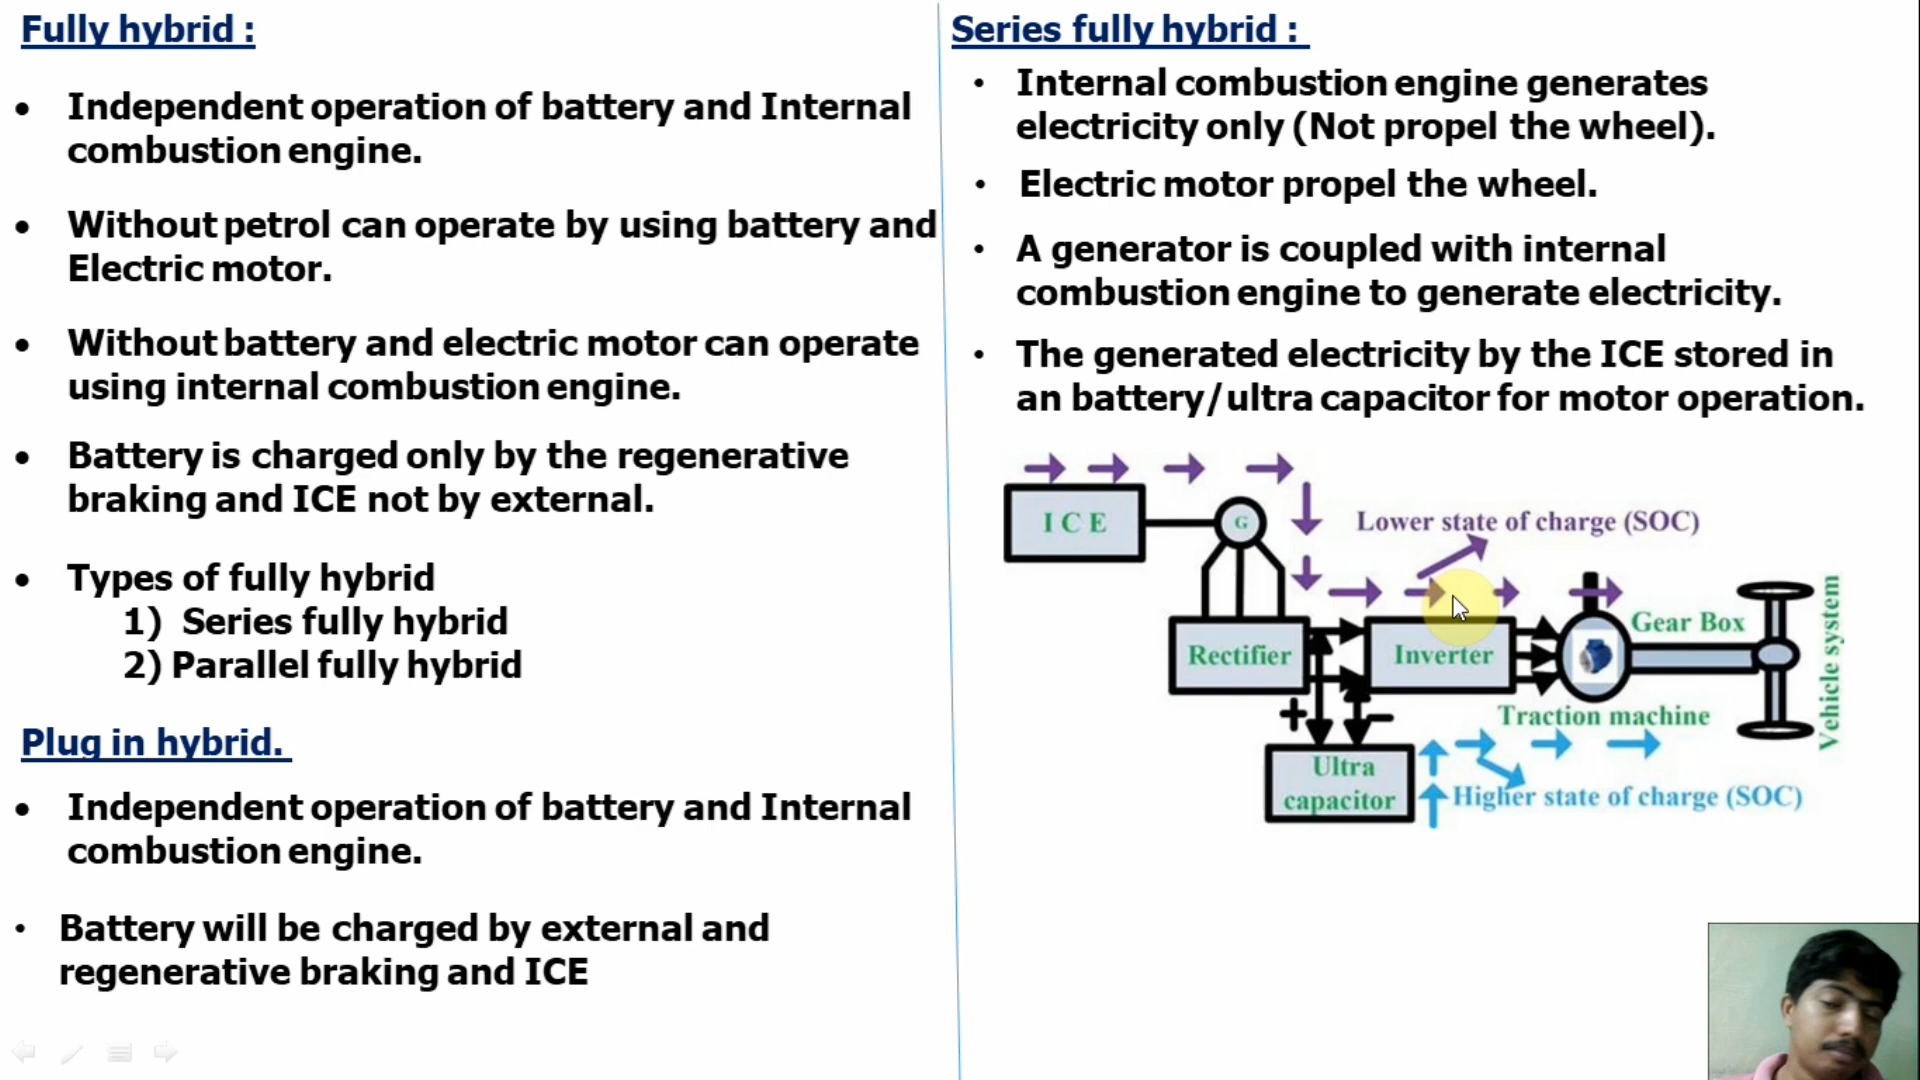 Fully hybrid :
• Independent operation of battery and Internal
combustion engine.
• Without petrol can operate by using battery and
Electric motor.
• Without battery and electric motor can operate
using internal combustion engine.
• Battery is charged only by the regenerative
braking and ICE not by external.
• Types of fully hybrid
1) Series fully hybrid
2) Parallel fully hybrid
Plug in hybrid.
• Independent operation of battery and Internal
combustion engine.
• Battery will be charged by external and
regenerative braking and ICE
Series fully hybrid :
• Internal combustion engine generates
electricity only (Not propel the wheel).
• Electric motor propel the wheel.
• A generator is coupled with internal
combustion engine to generate electricity.
• The generated electricity by the ICE stored in
an battery/ultra capacitor for motor operation.
I C E
G
Lower state of charge (SOC)
Rectifier
Inverter
Gear Box
Vehicle system
Traction machine
+
−
Ultra
capacitor
Higher state of charge (SOC)